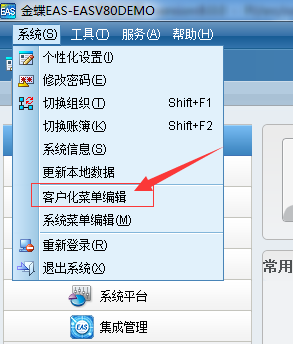 金蝶EAS-EASV80DEMO
系统(S) 工具(T) 服务(A) 帮助(H)
个性化设置(I)
修改密码(E)
切换组织(T) Shift+F1
切换账簿(K) Shift+F2
系统信息(S)
更新本地数据
客户化菜单编辑
系统菜单编辑(M)
重新登录(R)
退出系统(X)
常用
系统平台
EAS 集成管理